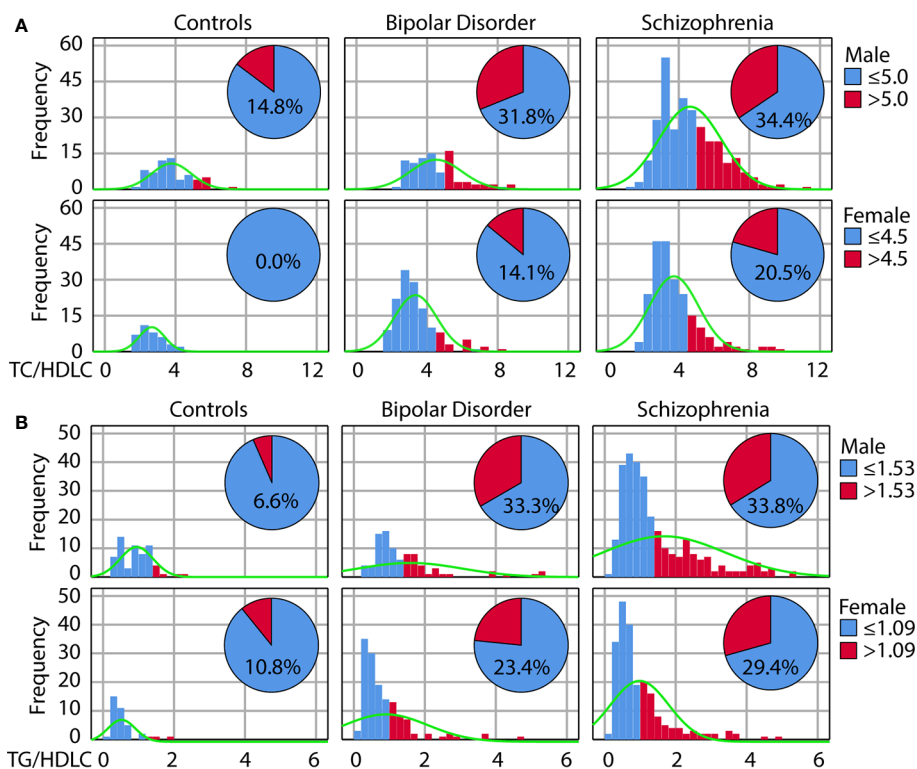 A
Controls
Bipolar Disorder
Schizophrenia
Frequency
60
45
30
15
0
14.8%
31.8%
34.4%
Male
≤5.0
>5.0
Frequency
60
45
30
15
0
0.0%
14.1%
20.5%
Female
≤4.5
>4.5
TC/HDLC 0 4 8 12 0 4 8 12 0 4 8 12
B
Controls
Bipolar Disorder
Schizophrenia
Frequency
50
40
30
20
10
0
6.6%
33.3%
33.8%
Male
≤1.53
>1.53
Frequency
50
40
30
20
10
0
10.8%
23.4%
29.4%
Female
≤1.09
>1.09
TG/HDLC 0 2 4 6 0 2 4 6 0 2 4 6